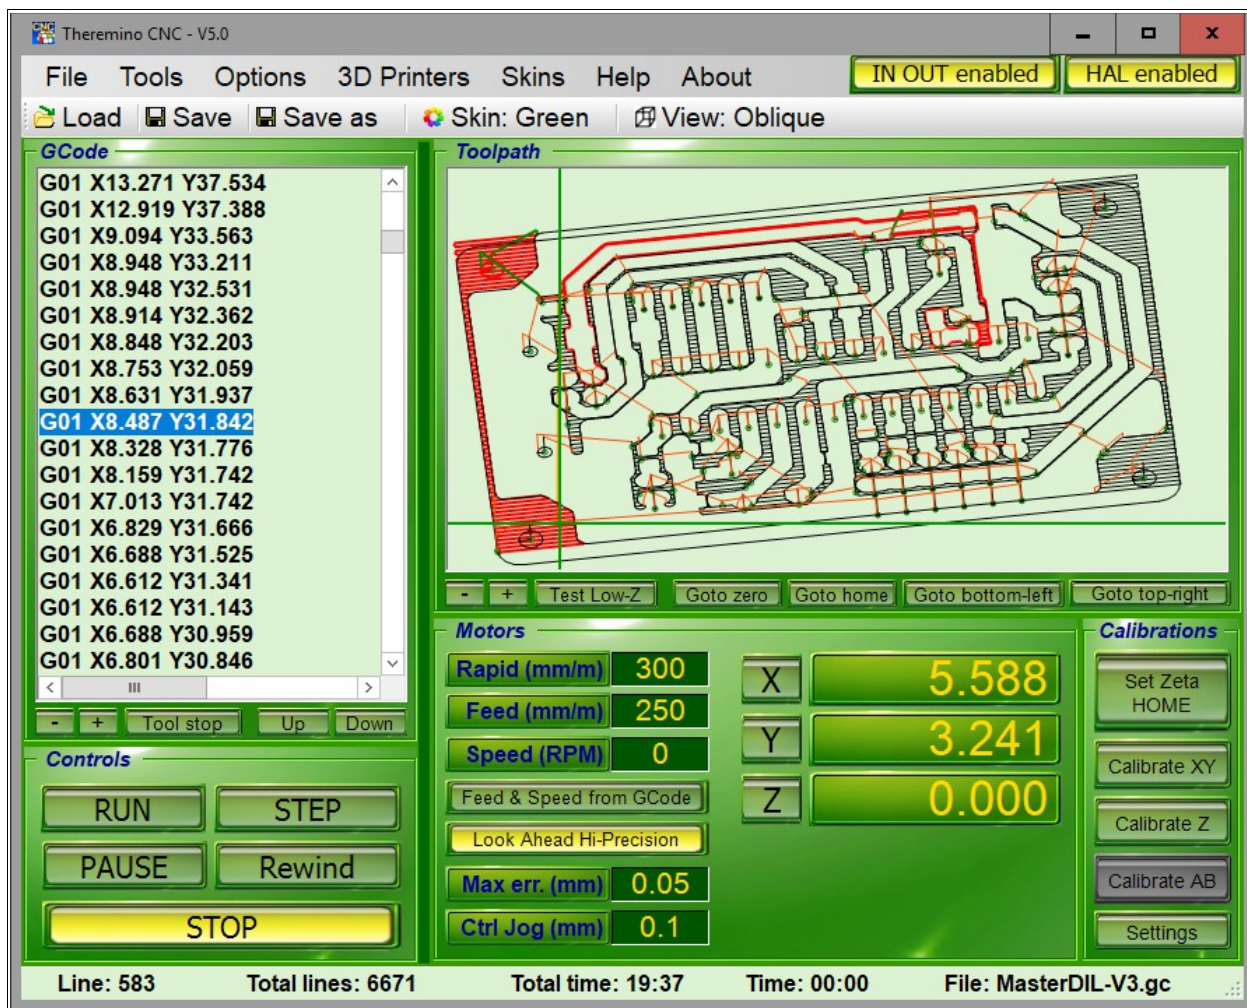 Theremino CNC - V5.0
File Tools Options 3D Printers Skins Help About IN OUT enabled HAL enabled
Load Save Save as Skin: Green View: Oblique
GCode
G01 X13.271 Y37.534
G01 X12.919 Y37.388
G01 X9.094 Y33.563
G01 X8.948 Y33.211
G01 X8.948 Y32.531
G01 X8.914 Y32.362
G01 X8.848 Y32.203
G01 X8.753 Y32.059
G01 X8.631 Y31.937
G01 X8.487 Y31.842
G01 X8.328 Y31.776
G01 X8.159 Y31.742
G01 X7.013 Y31.742
G01 X6.829 Y31.666
G01 X6.688 Y31.525
G01 X6.612 Y31.341
G01 X6.612 Y31.143
G01 X6.688 Y30.959
G01 X6.801 Y30.846
- + Tool stop Up Down
Toolpath
- + Test Low-Z Goto zero Goto home Goto bottom-left Goto top-right
Controls
RUN STEP
PAUSE Rewind
STOP
Motors
Rapid (mm/m) 300
Feed (mm/m) 250
Speed (RPM) 0
Feed & Speed from GCode
Look Ahead Hi-Precision
Max err. (mm) 0.05
Ctrl Jog (mm) 0.1
X 5.588
Y 3.241
Z 0.000
Calibrations
Set Zeta
HOME
Calibrate XY
Calibrate Z
Calibrate AB
Settings
Line: 583 Total lines: 6671 Total time: 19:37 Time: 00:00 File: MasterDIL-V3.gc